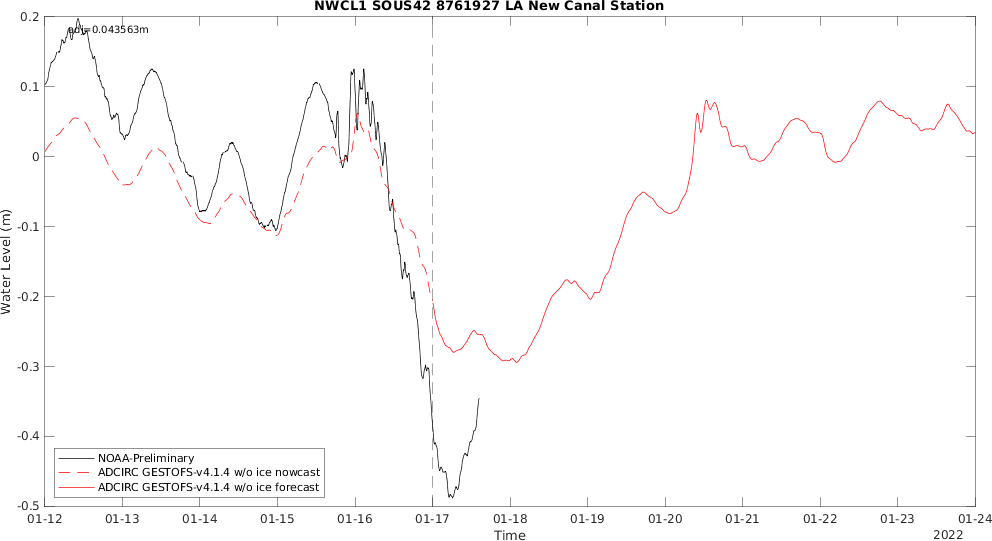 NWCL1 SOUS42 8761927 LA New Canal Station
adj=0.043563m
0.2
0.1
0
-0.1
-0.2
-0.3
-0.4
-0.5
Water Level (m)
NOAA-Preliminary
ADCIRC GESTOFS-v4.1.4 w/o ice nowcast
ADCIRC GESTOFS-v4.1.4 w/o ice forecast
01-12 01-13 01-14 01-15 01-16 01-17 01-18 01-19 01-20 01-21 01-22 01-23 01-24
Time
2022